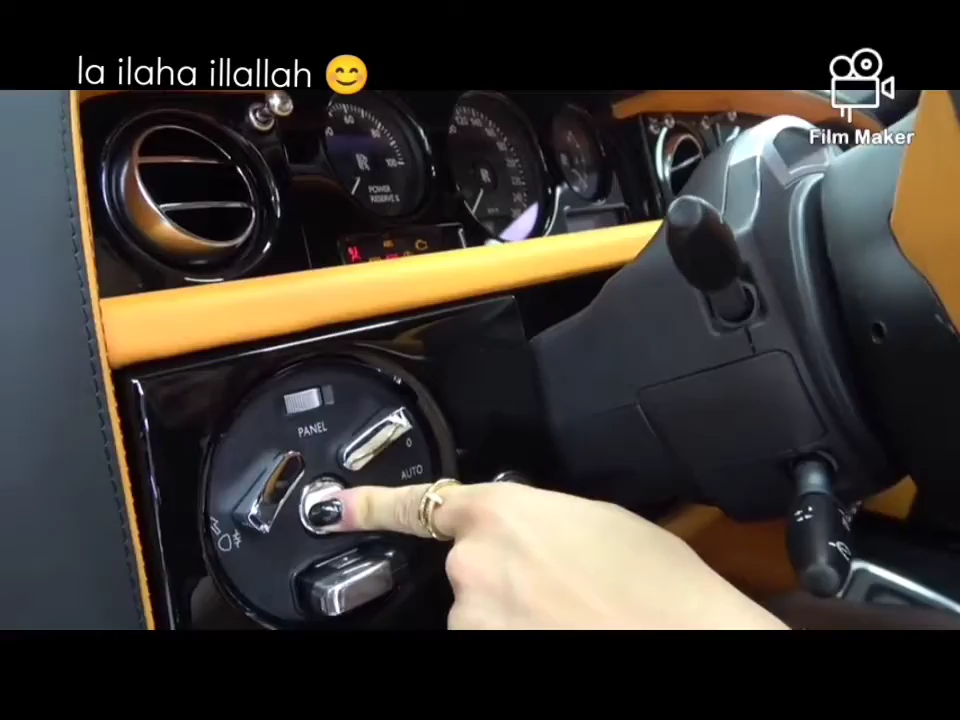 la ilaha illallah 😊
Film Maker
POWER
RESERVE %
PANEL
0
AUTO